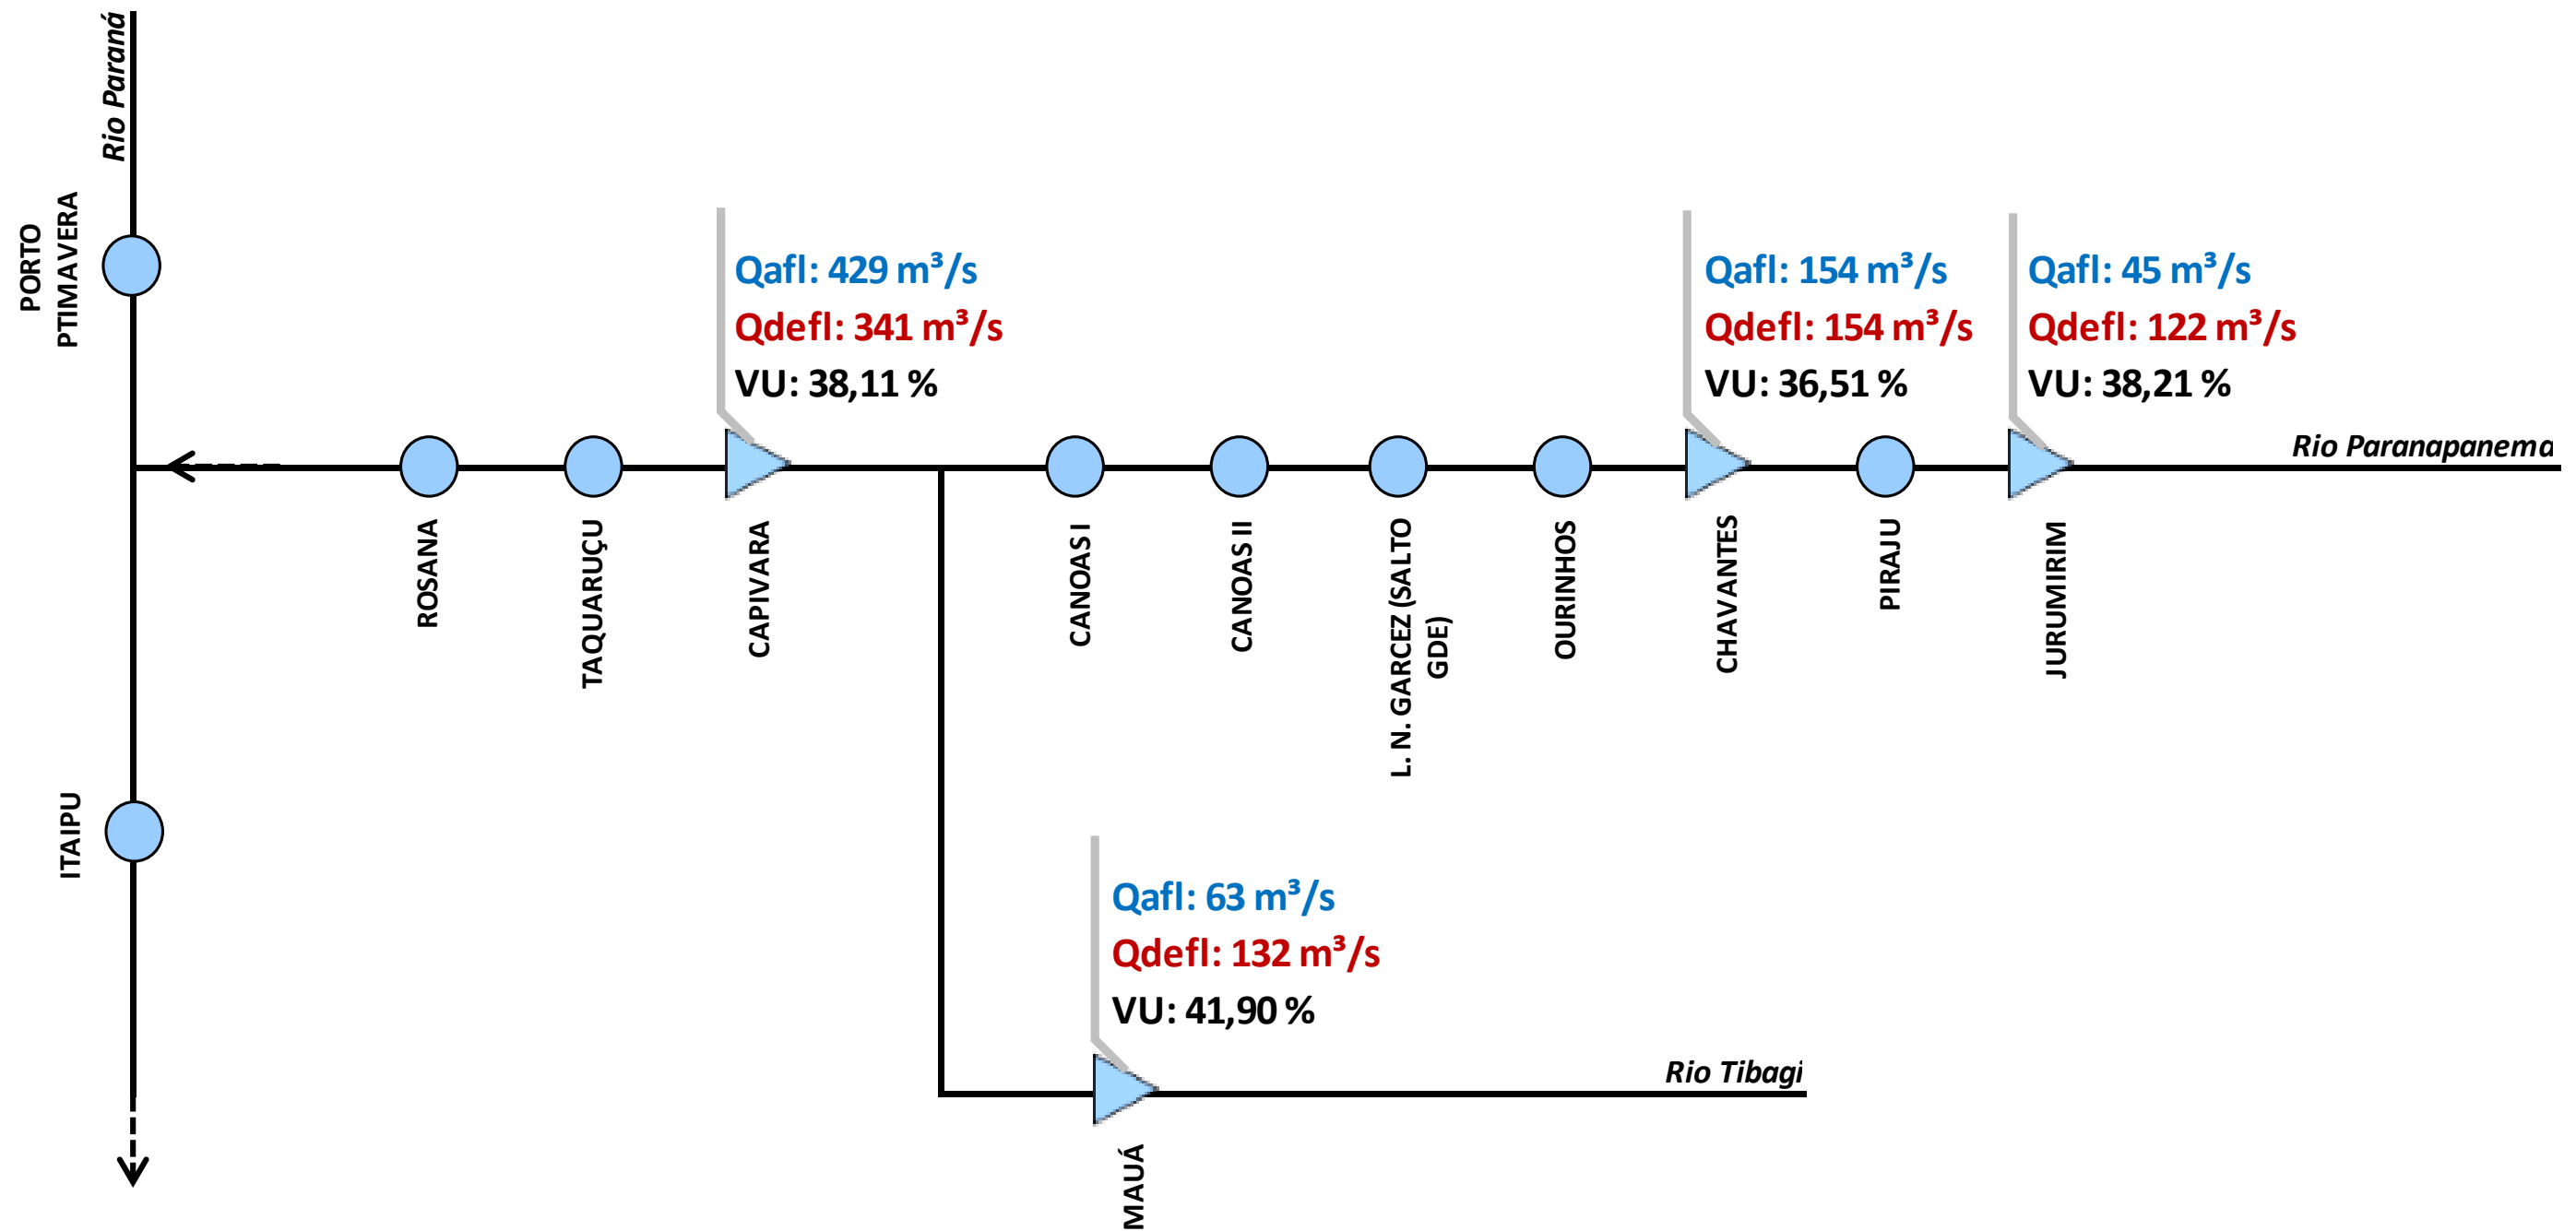 Rio Paraná
PORTO
PTIMAVERA
Qafl: 429 m³/s
Qdefl: 341 m³/s
VU: 38,11 %
Qafl: 154 m³/s
Qdefl: 154 m³/s
VU: 36,51 %
Qafl: 45 m³/s
Qdefl: 122 m³/s
VU: 38,21 %
Rio Paranapanema
ROSANA
TAQUARUÇU
CAPIVARA
CANOAS I
CANOAS II
L. N. GARCEZ (SALTO
GDE)
OURINHOS
CHAVANTES
PIRAJU
JURUMIRIM
ITAIPU
Qafl: 63 m³/s
Qdefl: 132 m³/s
VU: 41,90 %
Rio Tibagi
MAUÁ